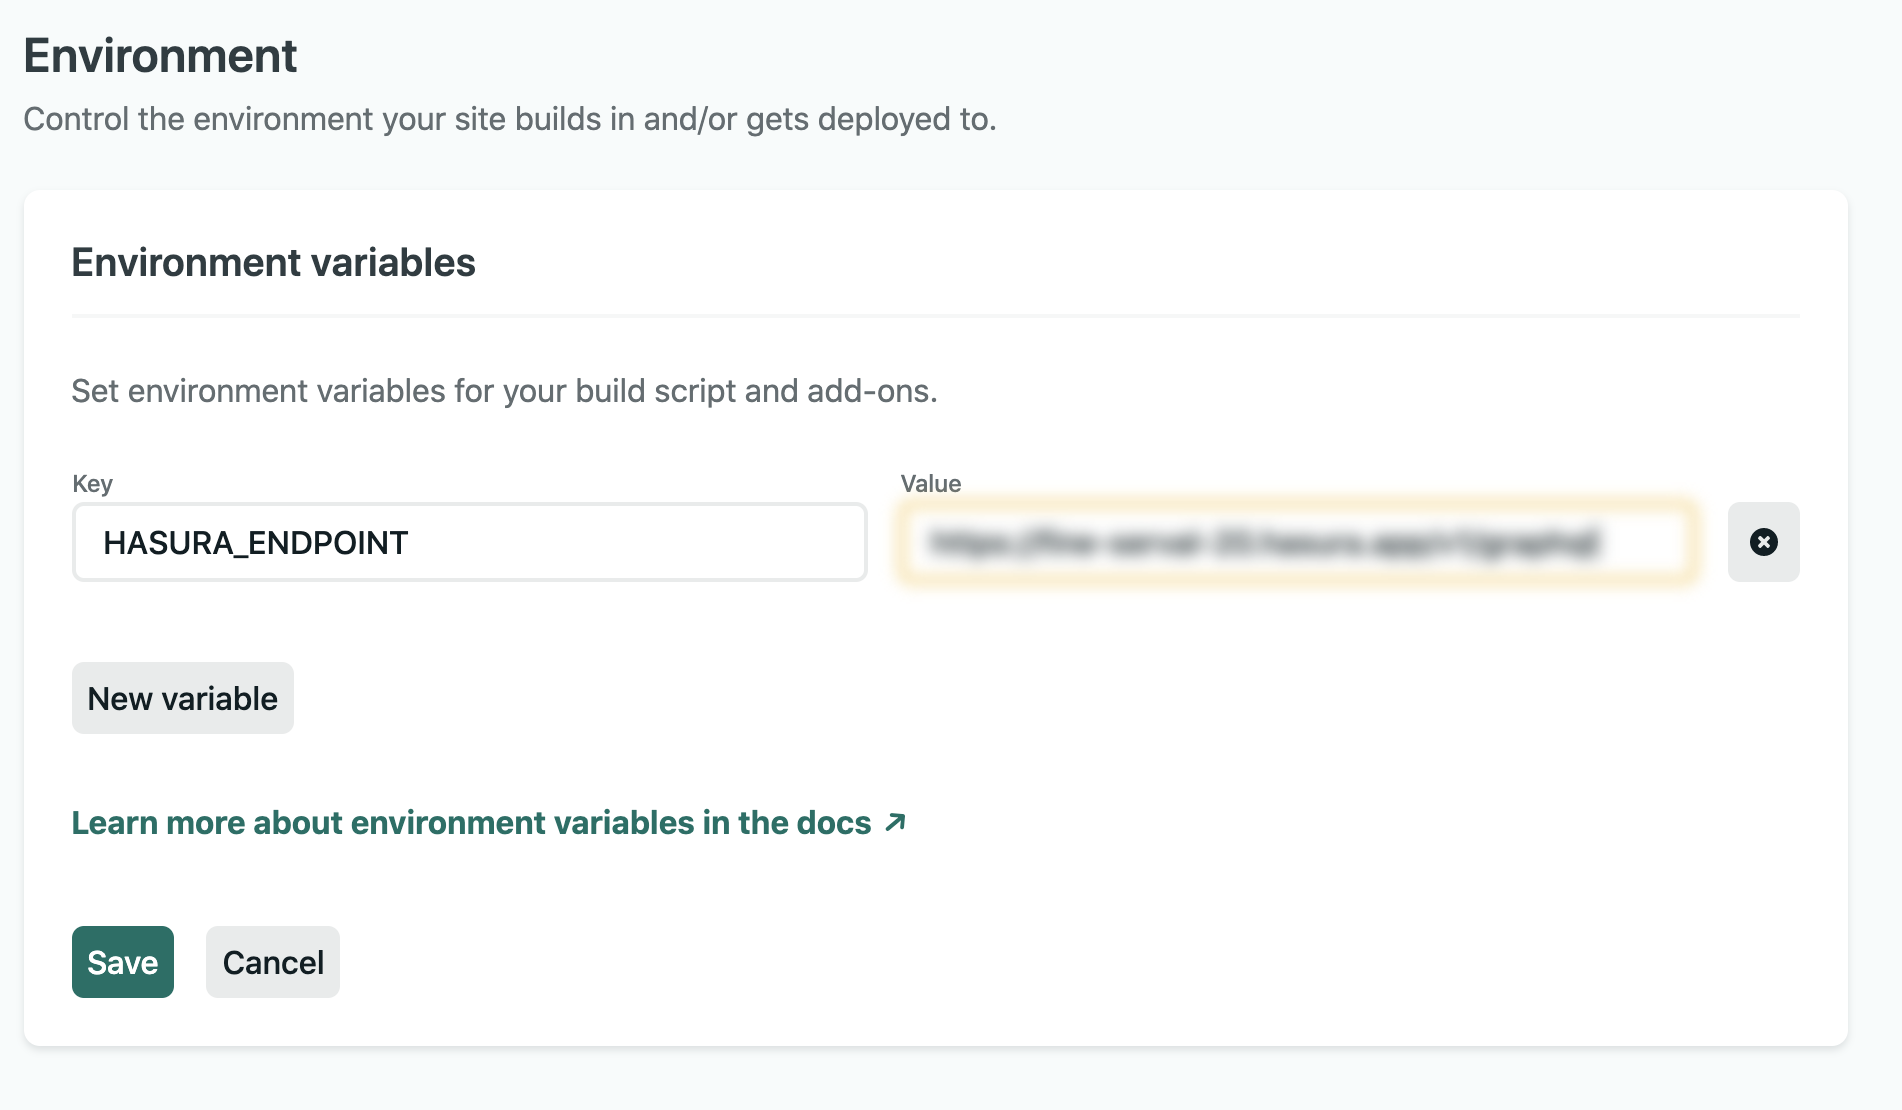 Environment
Control the environment your site builds in and/or gets deployed to.
Environment variables
Set environment variables for your build script and add-ons.
Key
Value
HASURA_ENDPOINT
New variable
Learn more about environment variables in the docs ↗
Save
Cancel